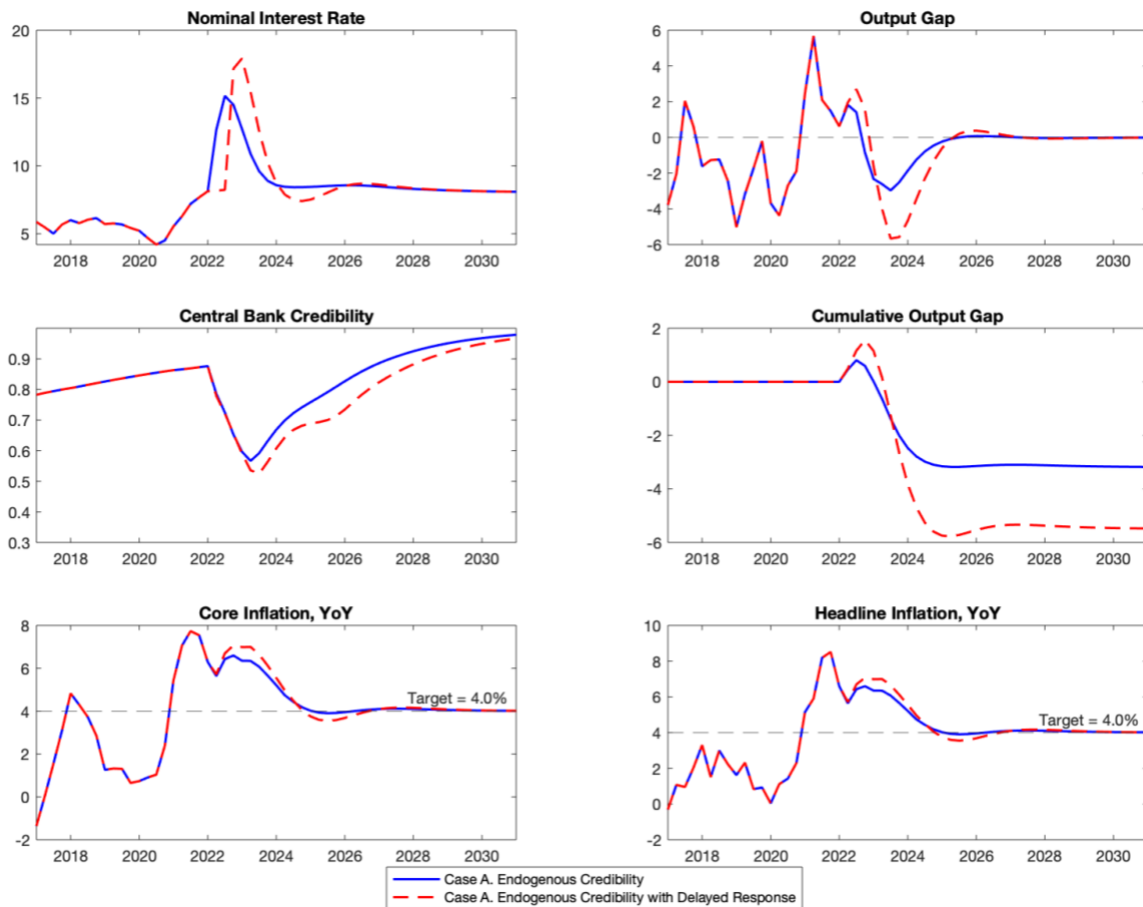 Nominal Interest Rate
20
15
10
5
2018 2020 2022 2024 2026 2028 2030
Output Gap
6
4
2
0
-2
-4
-6
2018 2020 2022 2024 2026 2028 2030
Central Bank Credibility
0.9
0.8
0.7
0.6
0.5
0.4
0.3
2018 2020 2022 2024 2026 2028 2030
Cumulative Output Gap
2
0
-2
-4
-6
2018 2020 2022 2024 2026 2028 2030
Core Inflation, YoY
8
6
4
2
0
-2
Target = 4.0%
2018 2020 2022 2024 2026 2028 2030
Headline Inflation, YoY
10
8
6
4
2
0
-2
Target = 4.0%
2018 2020 2022 2024 2026 2028 2030
Case A. Endogenous Credibility
Case A. Endogenous Credibility with Delayed Response